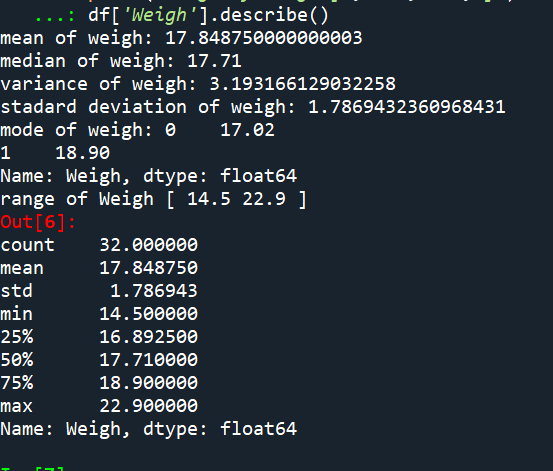 ...: df['Weigh'].describe()
mean of weigh: 17.848750000000003
median of weigh: 17.71
variance of weigh: 3.193166129032258
stadard deviation of weigh: 1.7869432360968431
mode of weigh: 0    17.02
1    18.90
Name: Weigh, dtype: float64
range of Weigh [ 14.5 22.9 ]
Out[6]:
count    32.000000
mean     17.848750
std       1.786943
min      14.500000
25%      16.892500
50%      17.710000
75%      18.900000
max      22.900000
Name: Weigh, dtype: float64